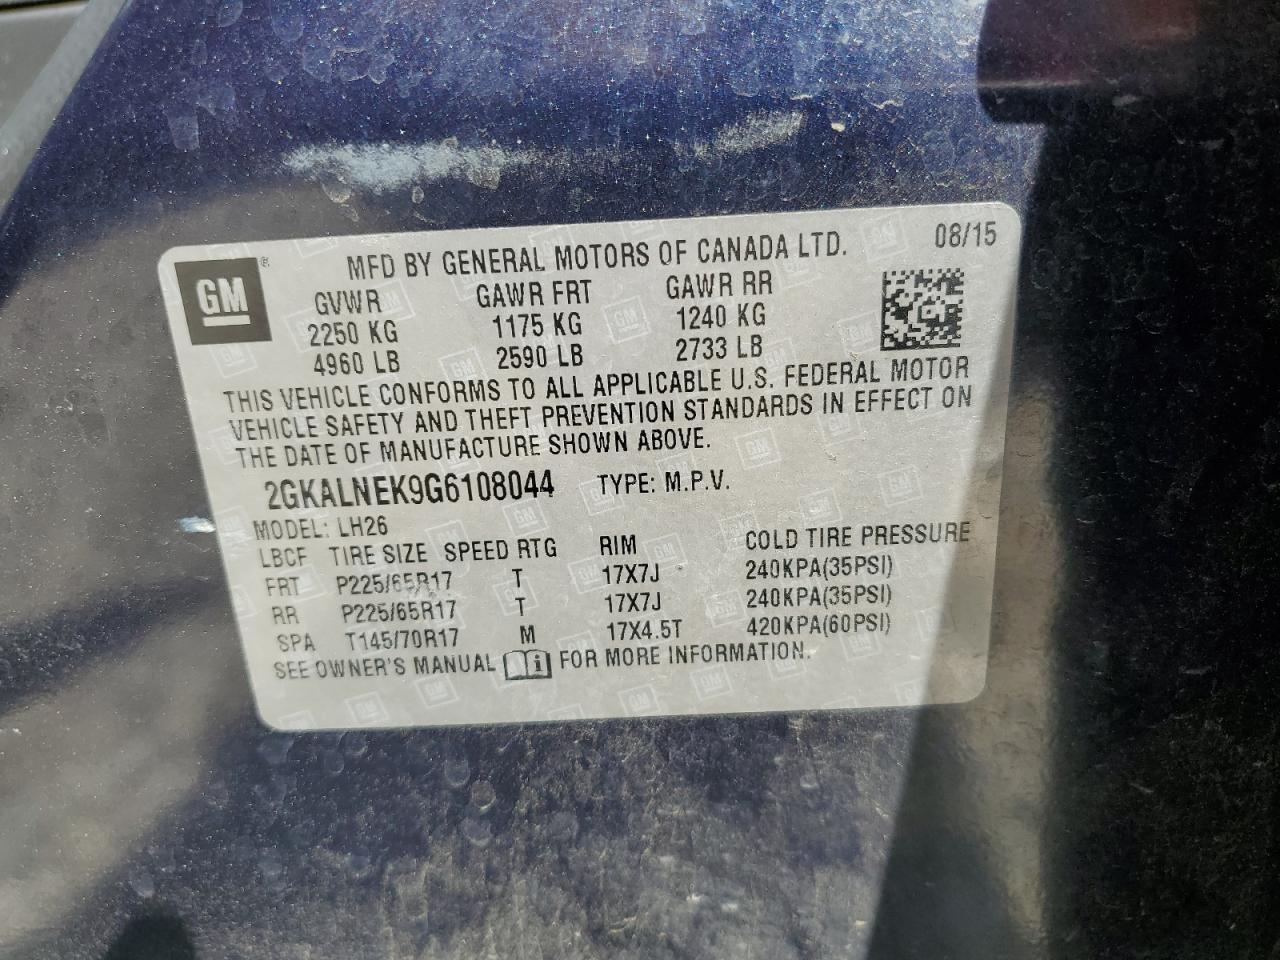 GM ®
MFD BY GENERAL MOTORS OF CANADA LTD. 08/15
GVWR GAWR FRT GAWR RR
2250 KG 1175 KG 1240 KG
4960 LB 2590 LB 2733 LB
THIS VEHICLE CONFORMS TO ALL APPLICABLE U.S. FEDERAL MOTOR
VEHICLE SAFETY AND THEFT PREVENTION STANDARDS IN EFFECT ON
THE DATE OF MANUFACTURE SHOWN ABOVE.
2GKALNEK9G6108044 TYPE: M.P.V.
MODEL: LH26
LBCF TIRE SIZE SPEED RTG RIM COLD TIRE PRESSURE
FRT P225/65R17 T 17X7J 240KPA(35PSI)
RR P225/65R17 T 17X7J 240KPA(35PSI)
SPA T145/70R17 M 17X4.5T 420KPA(60PSI)
SEE OWNER'S MANUAL i FOR MORE INFORMATION.